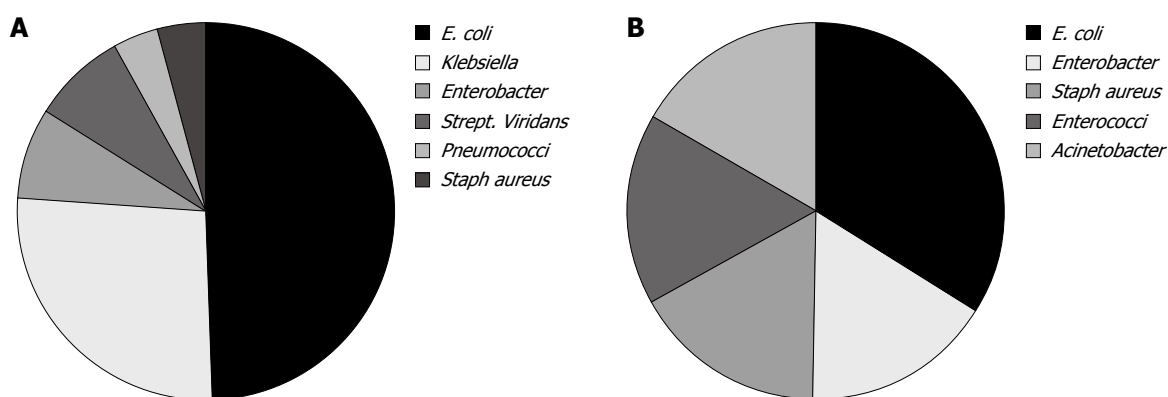 A
E. coli
Klebsiella
Enterobacter
Strept. Viridans
Pneumococci
Staph aureus
B
E. coli
Enterobacter
Staph aureus
Enterococci
Acinetobacter